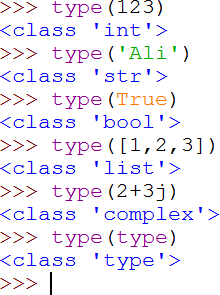 >>> type(123)
<class 'int'>
>>> type('Ali')
<class 'str'>
>>> type(True)
<class 'bool'>
>>> type([1,2,3])
<class 'list'>
>>> type(2+3j)
<class 'complex'>
>>> type(type)
<class 'type'>
>>>